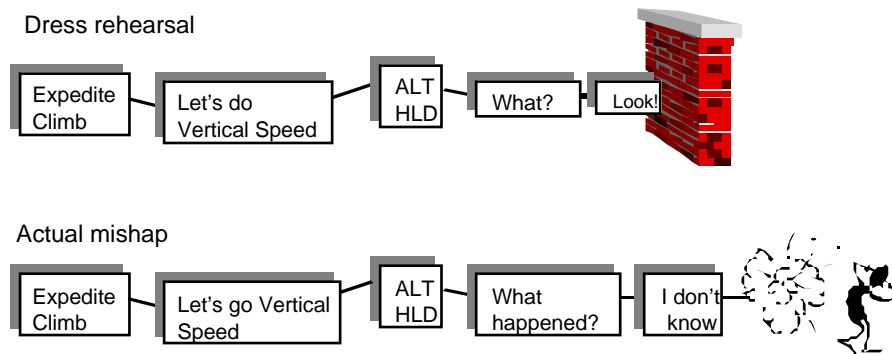 Dress rehearsal
Expedite
Climb
Let's do
Vertical Speed
ALT
HLD
What?
Look!
Actual mishap
Expedite
Climb
Let's go Vertical
Speed
ALT
HLD
What
happened?
I don't
know